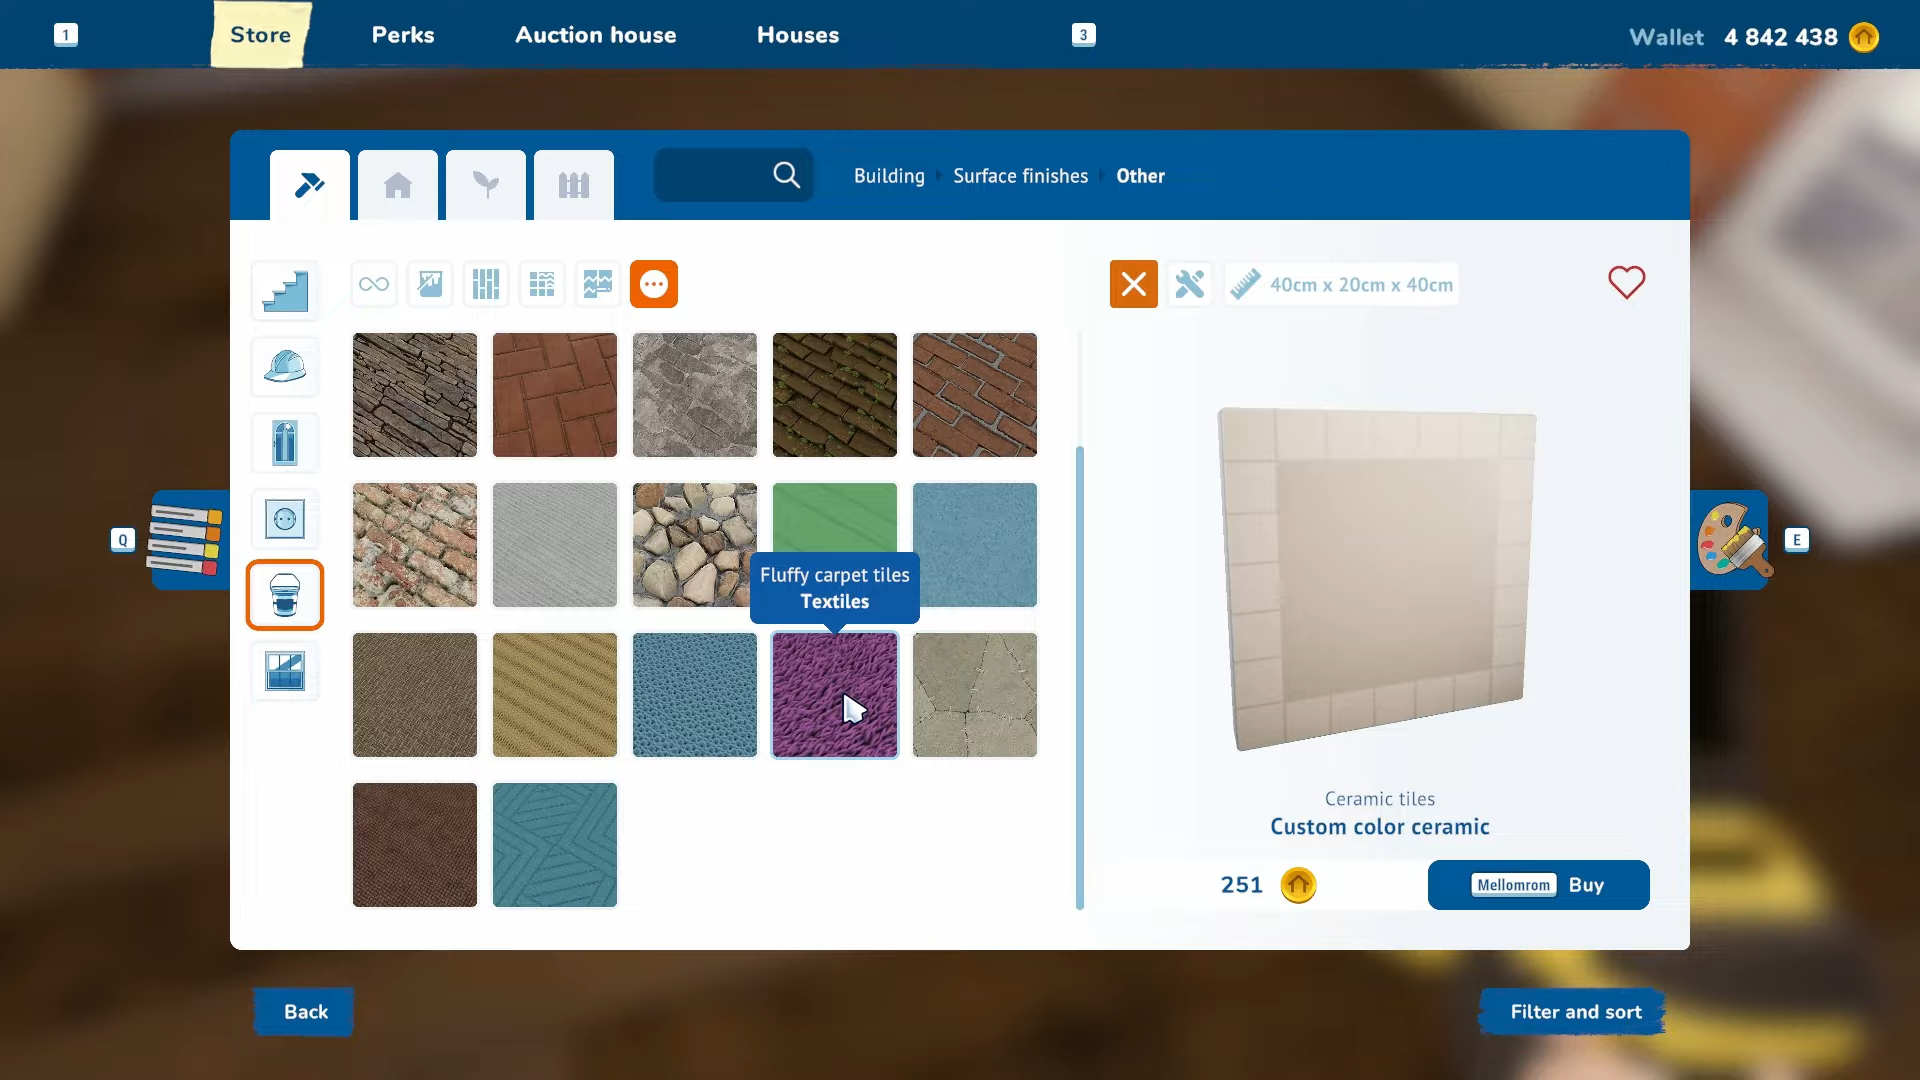 1
Store
Perks
Auction house
Houses
3
Wallet 4 842 438
Building
Surface finishes
Other
40cm x 20cm x 40cm
Q
E
Fluffy carpet tiles
Textiles
Ceramic tiles
Custom color ceramic
251
Mellomrom Buy
Back
Filter and sort